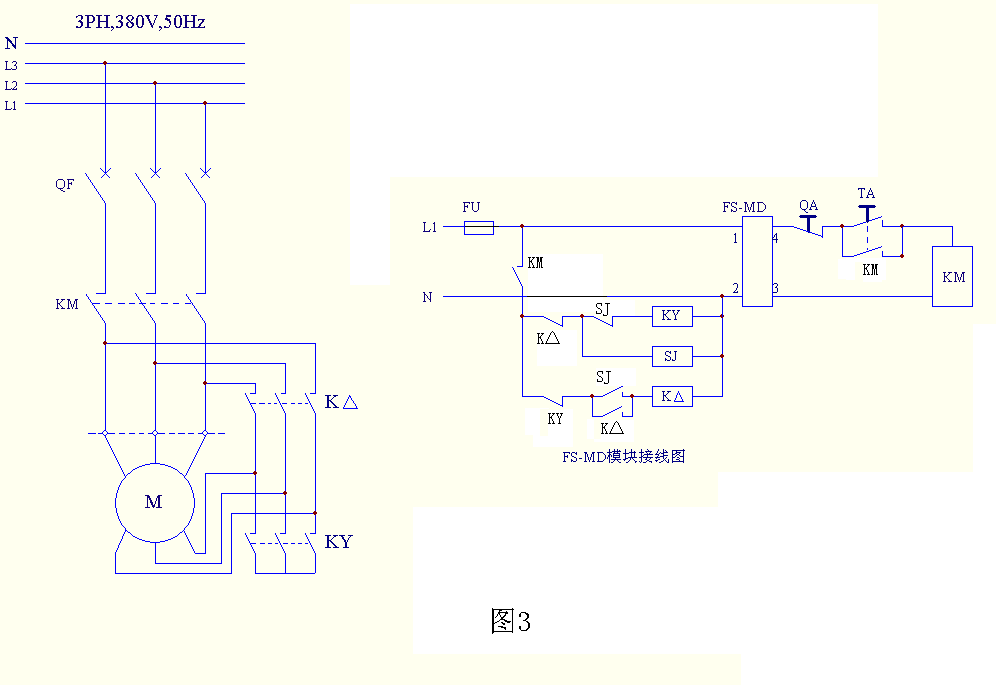 3PH,380V,50Hz
N
L3
L2
L1
QF
KM
K△
M
KY
FU
L1
KM
N
FS-MD
1
4
2
3
QA
TA
KM
KM
K△
SJ
KY
SJ
KY
SJ
K△
K△
FS-MD模块接线图
图3